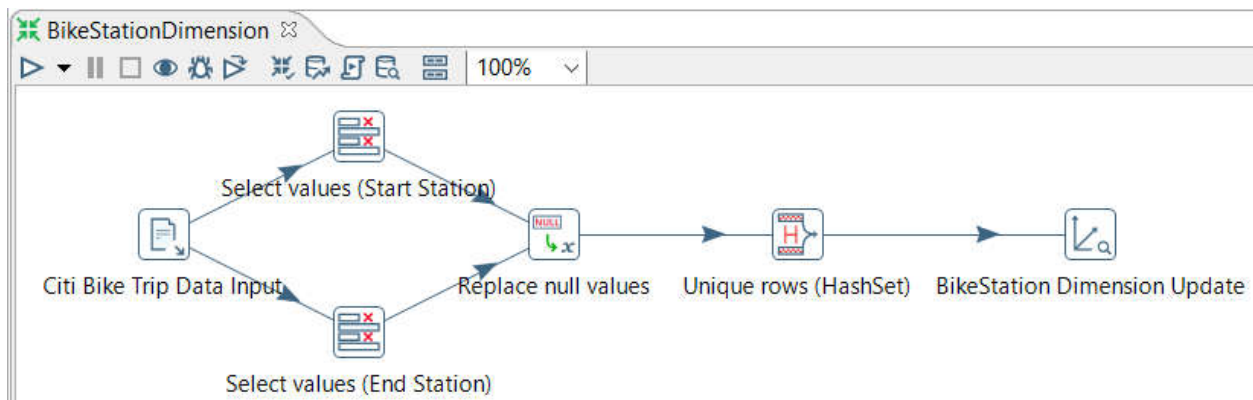 BikeStationDimension
100%
Select values (Start Station)
NULL
x
H
Citi Bike Trip Data Input
Replace null values
Unique rows (HashSet)
BikeStation Dimension Update
Select values (End Station)